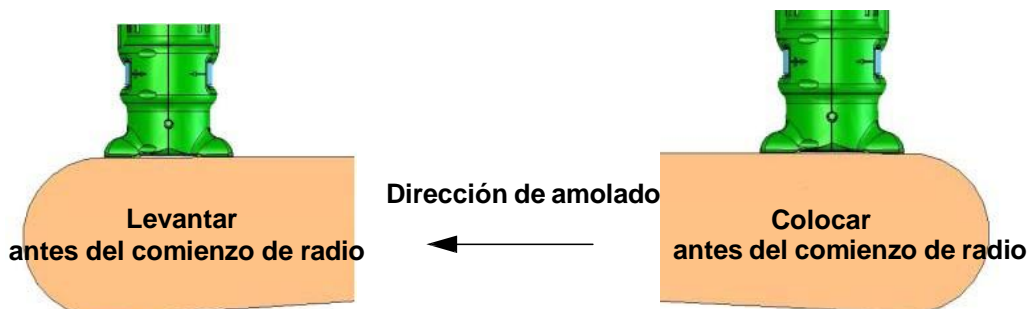 Levantar
antes del comienzo de radio
Dirección de amolado
Colocar
antes del comienzo de radio